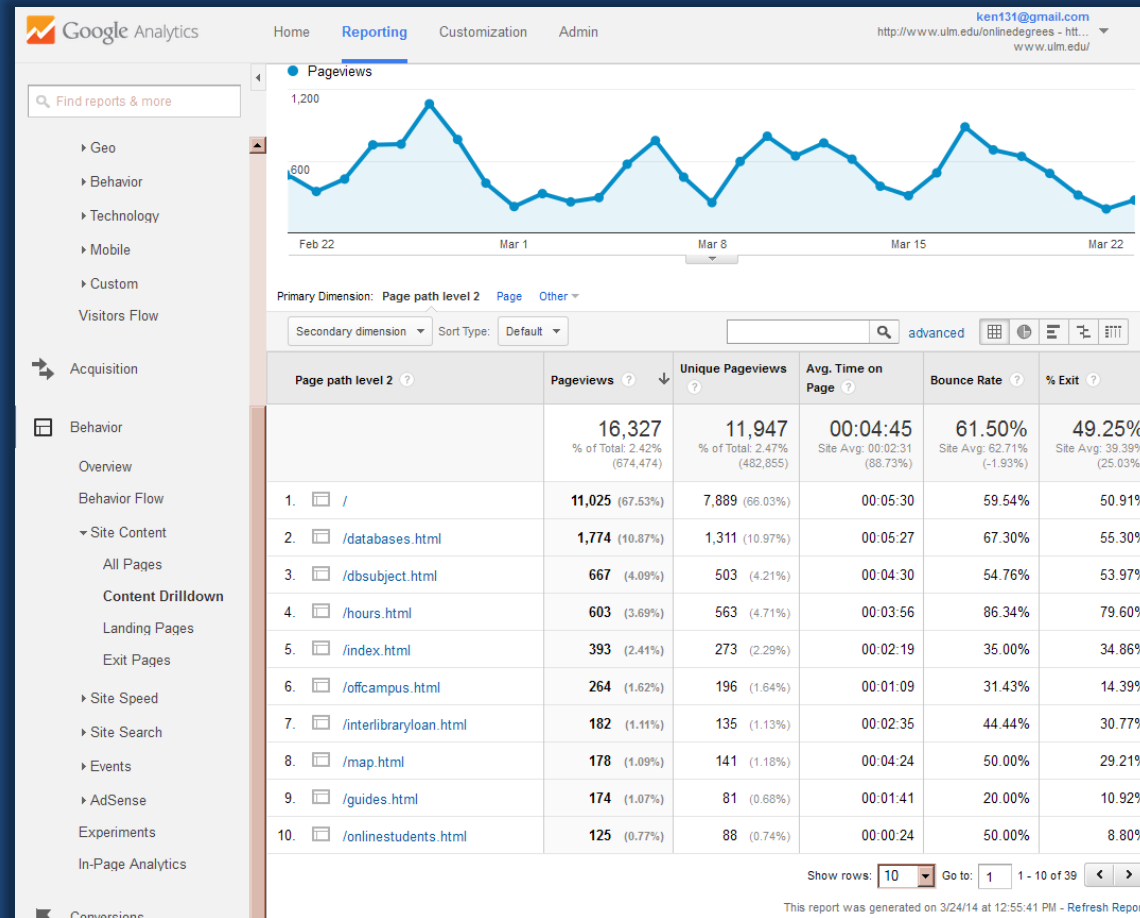 Google Analytics
Home Reporting Customization Admin
ken131@gmail.com
http://www.ulm.edu/onlinedegrees - htt...
www.ulm.edu/
Find reports & more
Geo
Behavior
Technology
Mobile
Custom
Visitors Flow
Acquisition
Behavior
Overview
Behavior Flow
Site Content
All Pages
Content Drilldown
Landing Pages
Exit Pages
Site Speed
Site Search
Events
AdSense
Experiments
In-Page Analytics
Conversions
Pageviews
1,200
600
Feb 22 Mar 1 Mar 8 Mar 15 Mar 22
Primary Dimension: Page path level 2 Page Other
Secondary dimension Sort Type: Default advanced
Page path level 2 ? Pageviews ? Unique Pageviews ? Avg. Time on Page ? Bounce Rate ? % Exit ?
16,327 11,947 00:04:45 61.50% 49.25%
% of Total: 2.42% % of Total: 2.47% Site Avg: 00:02:31 Site Avg: 62.71% Site Avg: 39.39%
(674,474) (482,855) (88.73%) (-1.93%) (25.03%
1. / 11,025 (67.53%) 7,889 (66.03%) 00:05:30 59.54% 50.91%
2. /databases.html 1,774 (10.87%) 1,311 (10.97%) 00:05:27 67.30% 55.30%
3. /dbsubject.html 667 (4.09%) 503 (4.21%) 00:04:30 54.76% 53.97%
4. /hours.html 603 (3.69%) 563 (4.71%) 00:03:56 86.34% 79.60%
5. /index.html 393 (2.41%) 273 (2.29%) 00:02:19 35.00% 34.86%
6. /offcampus.html 264 (1.62%) 196 (1.64%) 00:01:09 31.43% 14.39%
7. /interlibraryloan.html 182 (1.11%) 135 (1.13%) 00:02:35 44.44% 30.77%
8. /map.html 178 (1.09%) 141 (1.18%) 00:04:24 50.00% 29.21%
9. /guides.html 174 (1.07%) 81 (0.68%) 00:01:41 20.00% 10.92%
10. /onlinestudents.html 125 (0.77%) 88 (0.74%) 00:00:24 50.00% 8.80%
Show rows: 10 Go to: 1 1 - 10 of 39
This report was generated on 3/24/14 at 12:55:41 PM - Refresh Repor